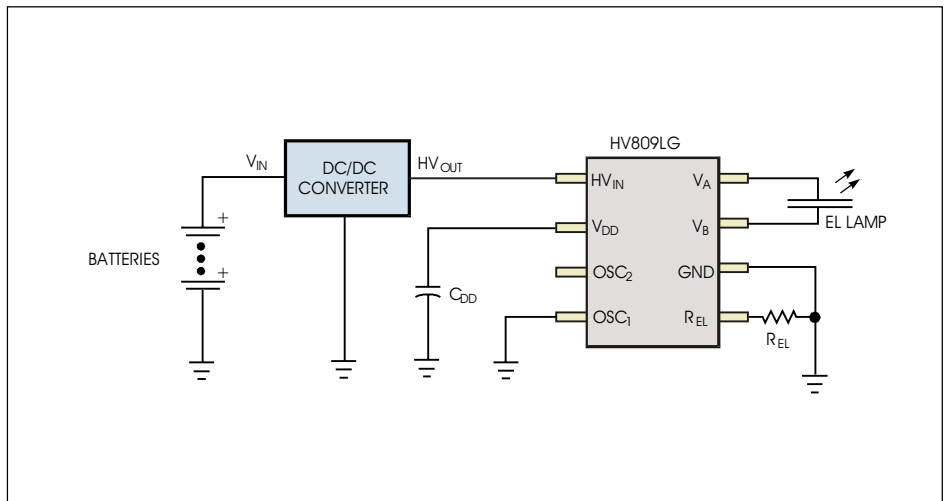 HV809LG
V_IN
DC/DC
CONVERTER
HV_OUT
HV_IN
V_A
EL LAMP
V_DD
V_B
BATTERIES
+
+
C_DD
OSC_2
GND
OSC_1
R_EL
R_EL